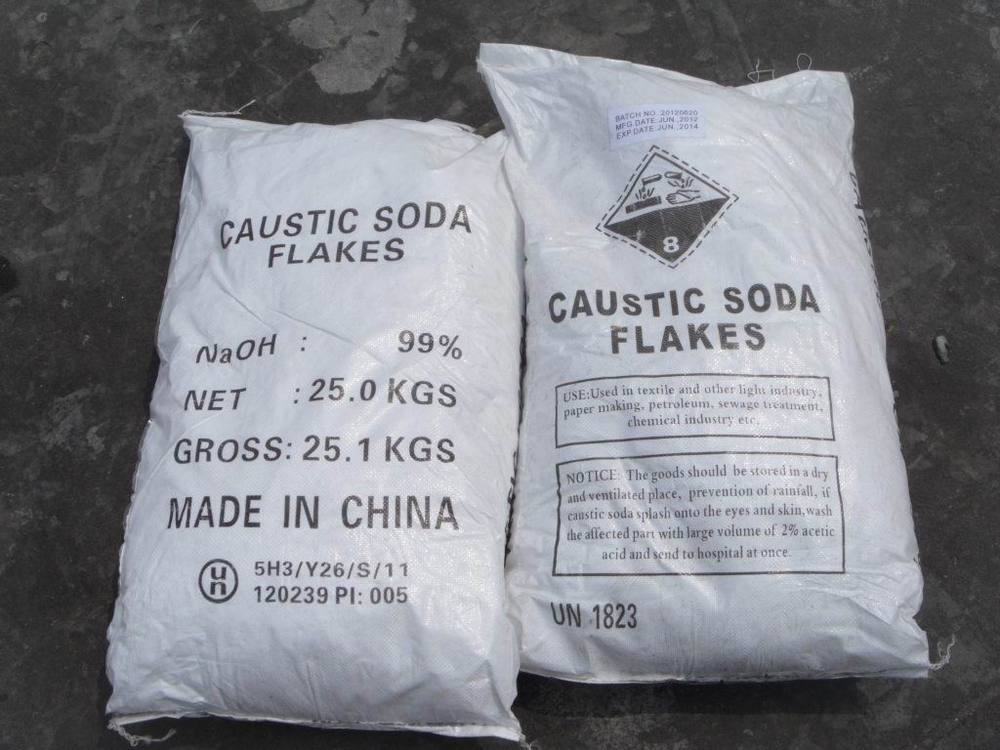 CAUSTIC SODA
FLAKES
NaOH : 99%
NET : 25.0 KGS
GROSS: 25.1 KGS
MADE IN CHINA
un
5H3/Y26/S/11
120239 PI: 005
BATCH NO.:20120620
MFG.DATE:JUN.,2012
EXP.DATE:JUN.,2014
8
CAUSTIC SODA
FLAKES
USE:Used in textile and other light industry,
paper making, petroleum, sewage treatment,
chemical industry etc.
NOTICE: The goods should be stored in a dry
and ventilated place, prevention of rainfall, if
caustic soda splash onto the eyes and skin,wash
the affected part with large volume of 2% acetic
acid and send to hospital at once.
UN 1823